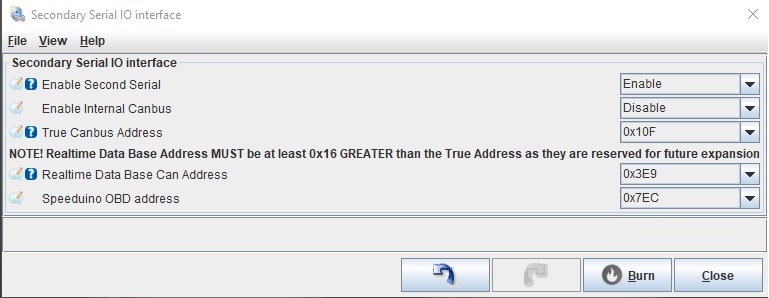 Secondary Serial IO interface
File View Help
Secondary Serial IO interface
Enable Second Serial Enable
Enable Internal Canbus Disable
True Canbus Address 0x10F
NOTE! Realtime Data Base Address MUST be at least 0x16 GREATER than the True Address as they are reserved for future expansion
Realtime Data Base Can Address 0x3E9
Speeduino OBD address 0x7EC
Burn Close